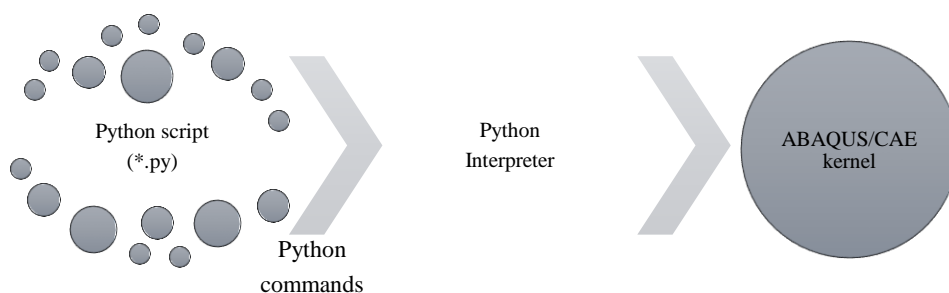 Python script
(*.py)
Python
commands
Python
Interpreter
ABAQUS/CAE
kernel